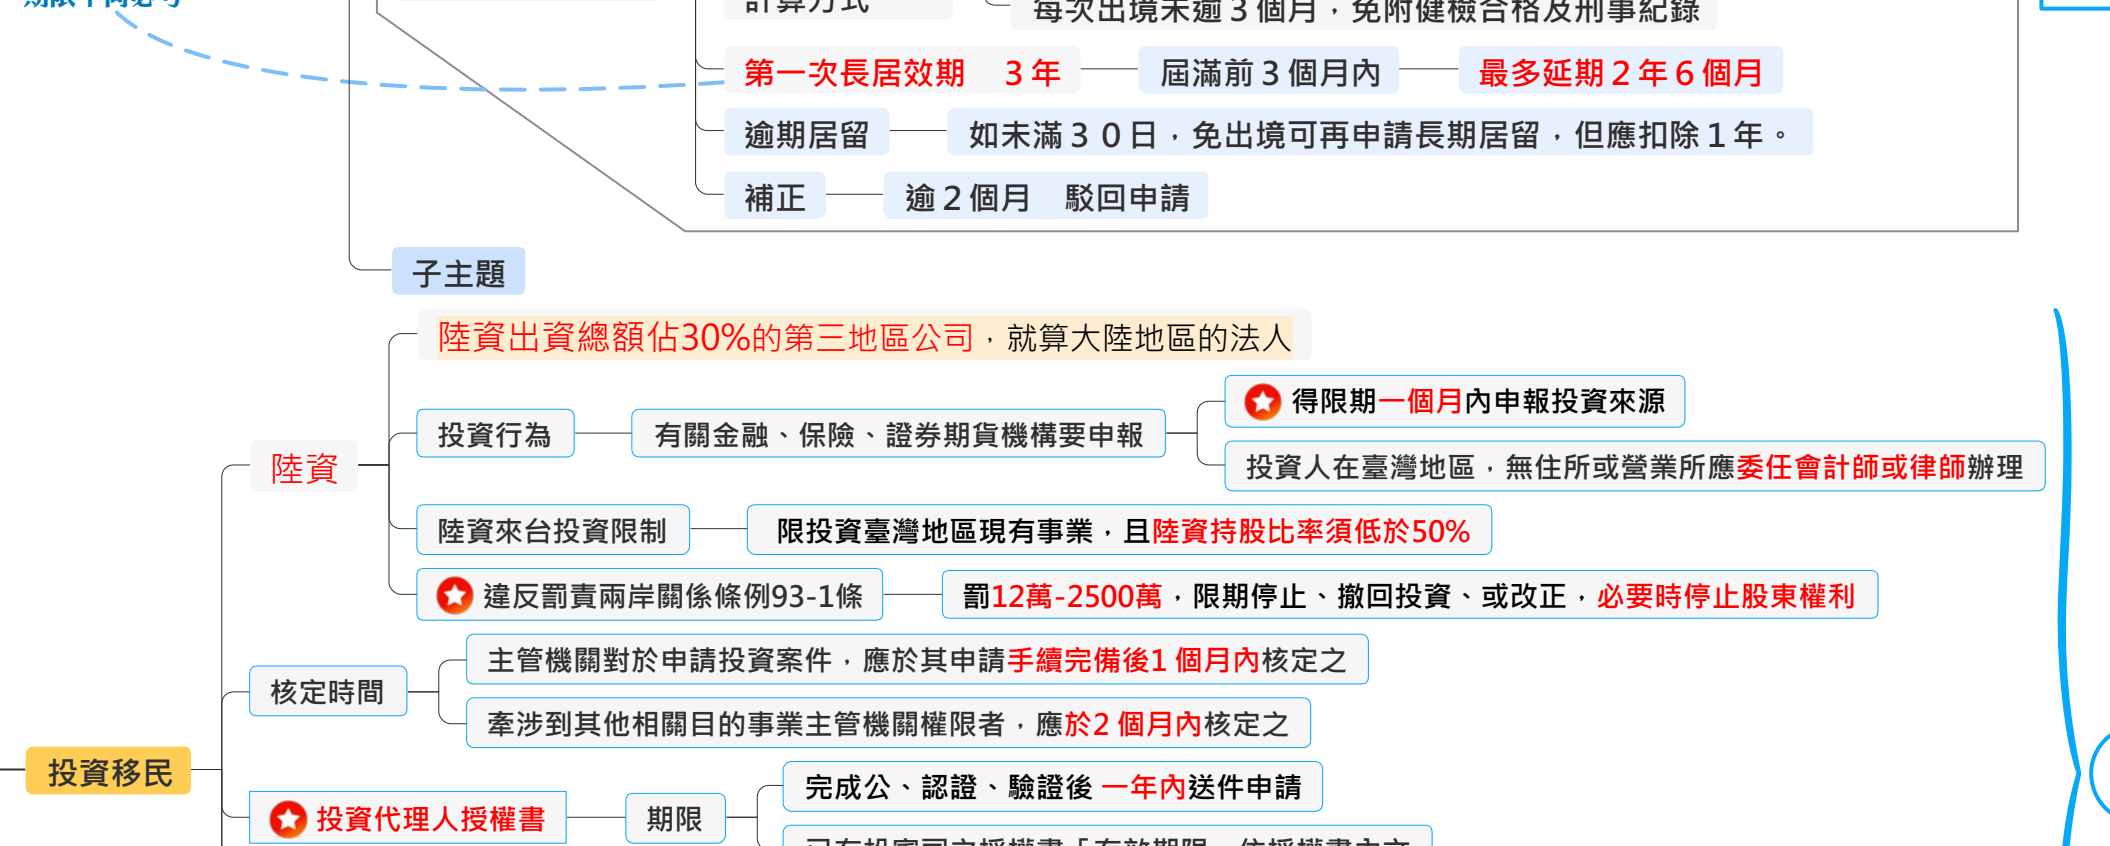 計算方式
每次出境未逾３個月，免附健檢合格及刑事紀錄
第一次長居效期　３年
屆滿前３個月內
最多延期２年６個月
逾期居留
如未滿３０日，免出境可再申請長期居留，但應扣除１年。
補正
逾２個月　駁回申請
子主題
陸資出資總額佔30%的第三地區公司，就算大陸地區的法人
陸資
投資行為
有關金融、保險、證券期貨機構要申報
得限期一個月內申報投資來源
投資人在臺灣地區，無住所或營業所應委任會計師或律師辦理
陸資來台投資限制
限投資臺灣地區現有事業，且陸資持股比率須低於50%
違反罰責兩岸關係條例93-1條
罰12萬-2500萬，限期停止、撤回投資、或改正，必要時停止股東權利
核定時間
主管機關對於申請投資案件，應於其申請手續完備後1 個月內核定之
牽涉到其他相關目的事業主管機關權限者，應於2 個月內核定之
投資移民
投資代理人授權書
期限
完成公、認證、驗證後 一年內送件申請